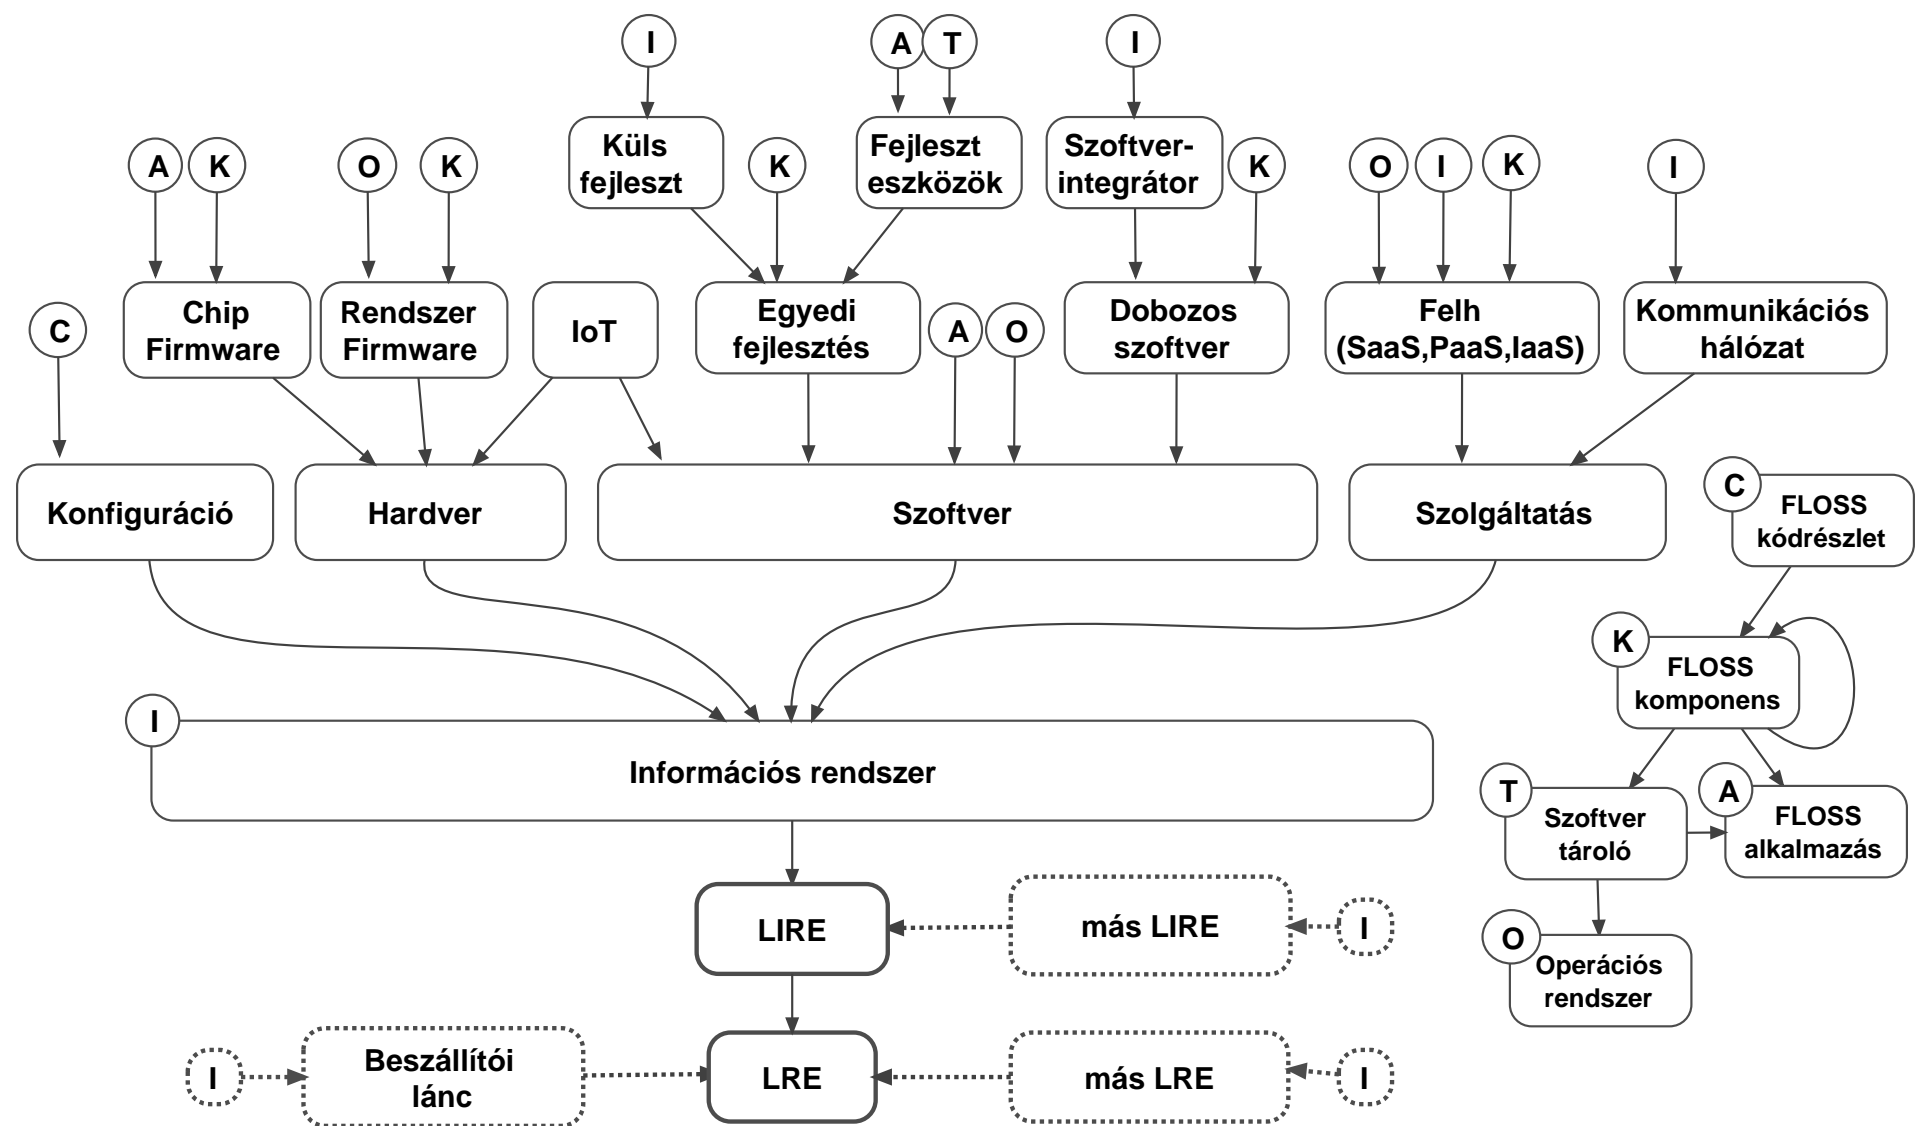 I
A
T
I
Küls
fejleszt
Fejleszt
eszközök
Szoftver-
integrátor
A
K
O
K
K
K
O
I
K
I
C
Chip
Firmware
Rendszer
Firmware
IoT
Egyedi
fejlesztés
A
O
Dobozos
szoftver
Felh
(SaaS,PaaS,IaaS)
Kommunikációs
hálózat
Konfiguráció
Hardver
Szoftver
Szolgáltatás
C
FLOSS
kódrészlet
K
FLOSS
komponens
I
Információs rendszer
T
Szoftver
tároló
A
FLOSS
alkalmazás
LIRE
más LIRE
I
O
Operációs
rendszer
I
Beszállítói
lánc
LRE
más LRE
I